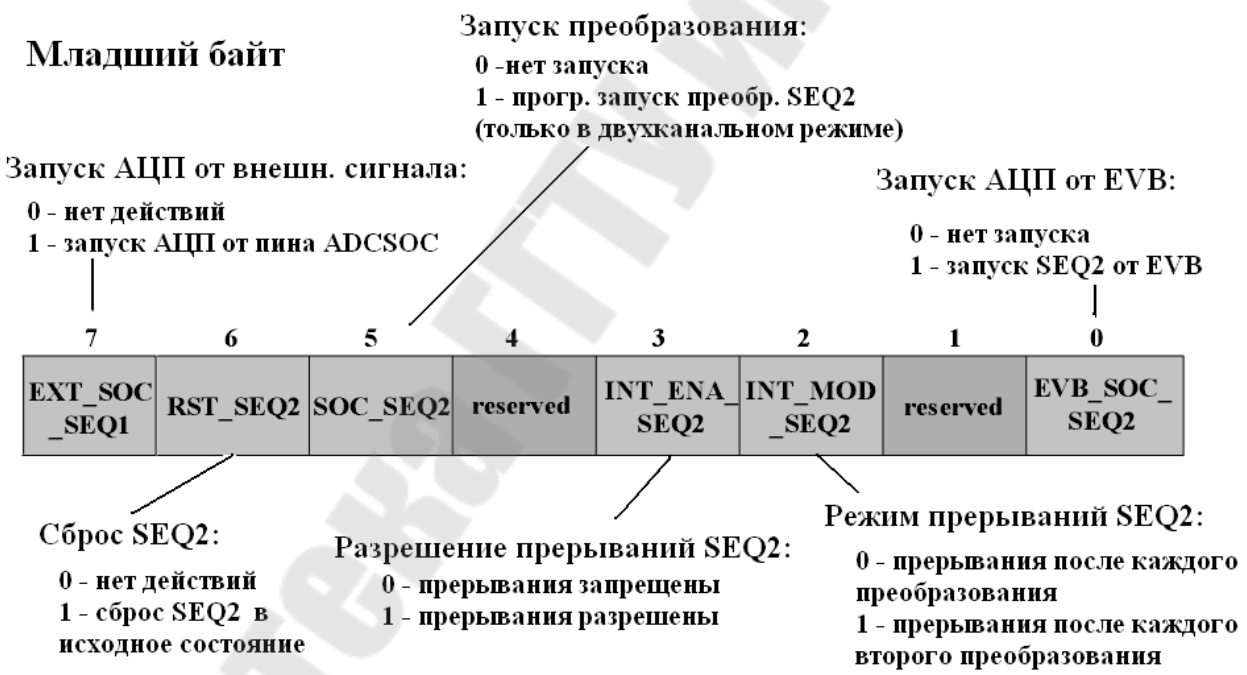 Младший байт
Запуск преобразования:
0 -нет запуска
1 - прогр. запуск преобр. SEQ2
(только в двухканальном режиме)
Запуск АЦП от внешн. сигнала:
0 - нет действий
1 - запуск АЦП от пина ADCSOC
Запуск АЦП от EVB:
0 - нет запуска
1 - запуск SEQ2 от EVB
7 6 5 4 3 2 1 0
EXT_SOC
_SEQ1
RST_SEQ2
SOC_SEQ2
reserved
INT_ENA_
SEQ2
INT_MOD
_SEQ2
reserved
EVB_SOC_
SEQ2
Сброс SEQ2:
0 - нет действий
1 - сброс SEQ2 в
исходное состояние
Разрешение прерываний SEQ2:
0 - прерывания запрещены
1 - прерывания разрешены
Режим прерываний SEQ2:
0 - прерывания после каждого
преобразования
1 - прерывания после каждого
второго преобразования